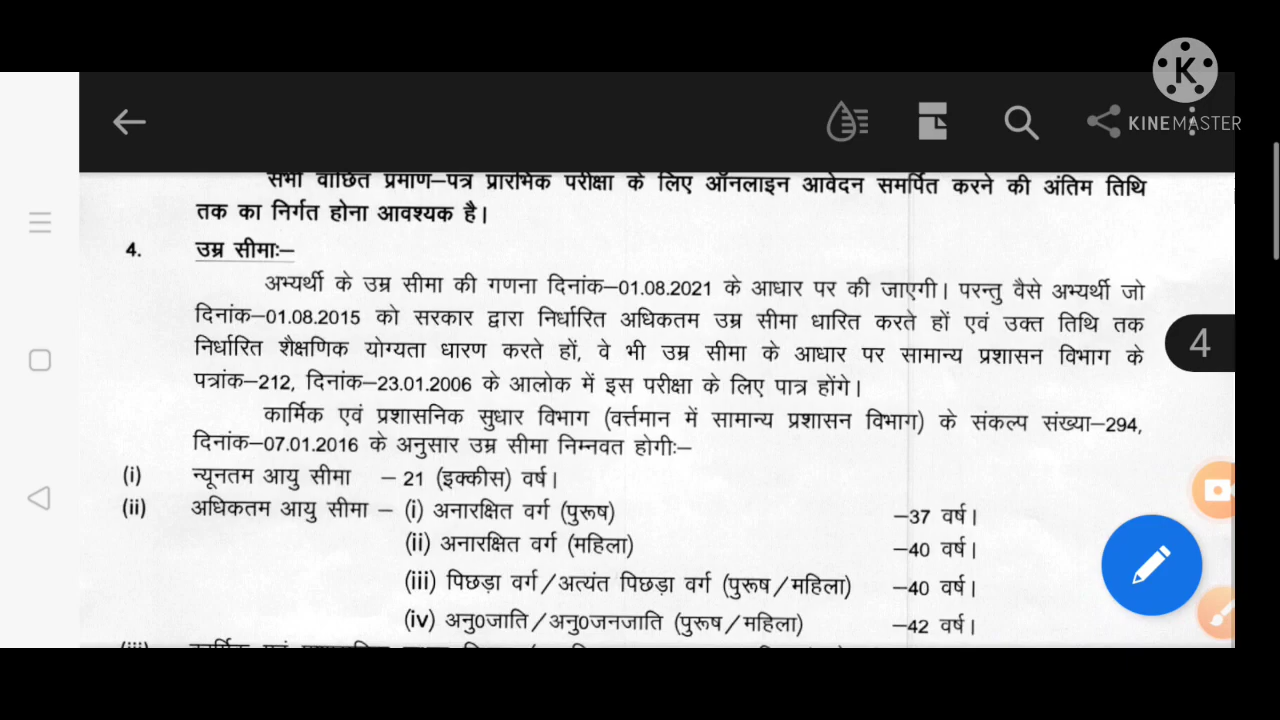 KINEMASTER
सभी वांछित प्रमाण–पत्र प्रारंभिक परीक्षा के लिए ऑनलाइन आवेदन समर्पित करने की अंतिम तिथि
तक का निर्गत होना आवश्यक है।
4. उम्र सीमाः–
अभ्यर्थी के उम्र सीमा की गणना दिनांक–01.08.2021 के आधार पर की जाएगी। परन्तु वैसे अभ्यर्थी जो
दिनांक–01.08.2015 को सरकार द्वारा निर्धारित अधिकतम उम्र सीमा धारित करते हों एवं उक्त तिथि तक
निर्धारित शैक्षणिक योग्यता धारण करते हों, वे भी उम्र सीमा के आधार पर सामान्य प्रशासन विभाग के
पत्रांक–212, दिनांक–23.01.2006 के आलोक में इस परीक्षा के लिए पात्र होंगे।
कार्मिक एवं प्रशासनिक सुधार विभाग (वर्त्तमान में सामान्य प्रशासन विभाग) के संकल्प संख्या–294,
दिनांक–07.01.2016 के अनुसार उम्र सीमा निम्नवत होगीः–
(i) न्यूनतम आयु सीमा – 21 (इक्कीस) वर्ष।
(ii) अधिकतम आयु सीमा – (i) अनारक्षित वर्ग (पुरूष) –37 वर्ष।
(ii) अनारक्षित वर्ग (महिला) –40 वर्ष।
(iii) पिछड़ा वर्ग/अत्यंत पिछड़ा वर्ग (पुरूष/महिला) –40 वर्ष।
(iv) अनु0जाति/अनु0जनजाति (पुरूष/महिला) –42 वर्ष।
4